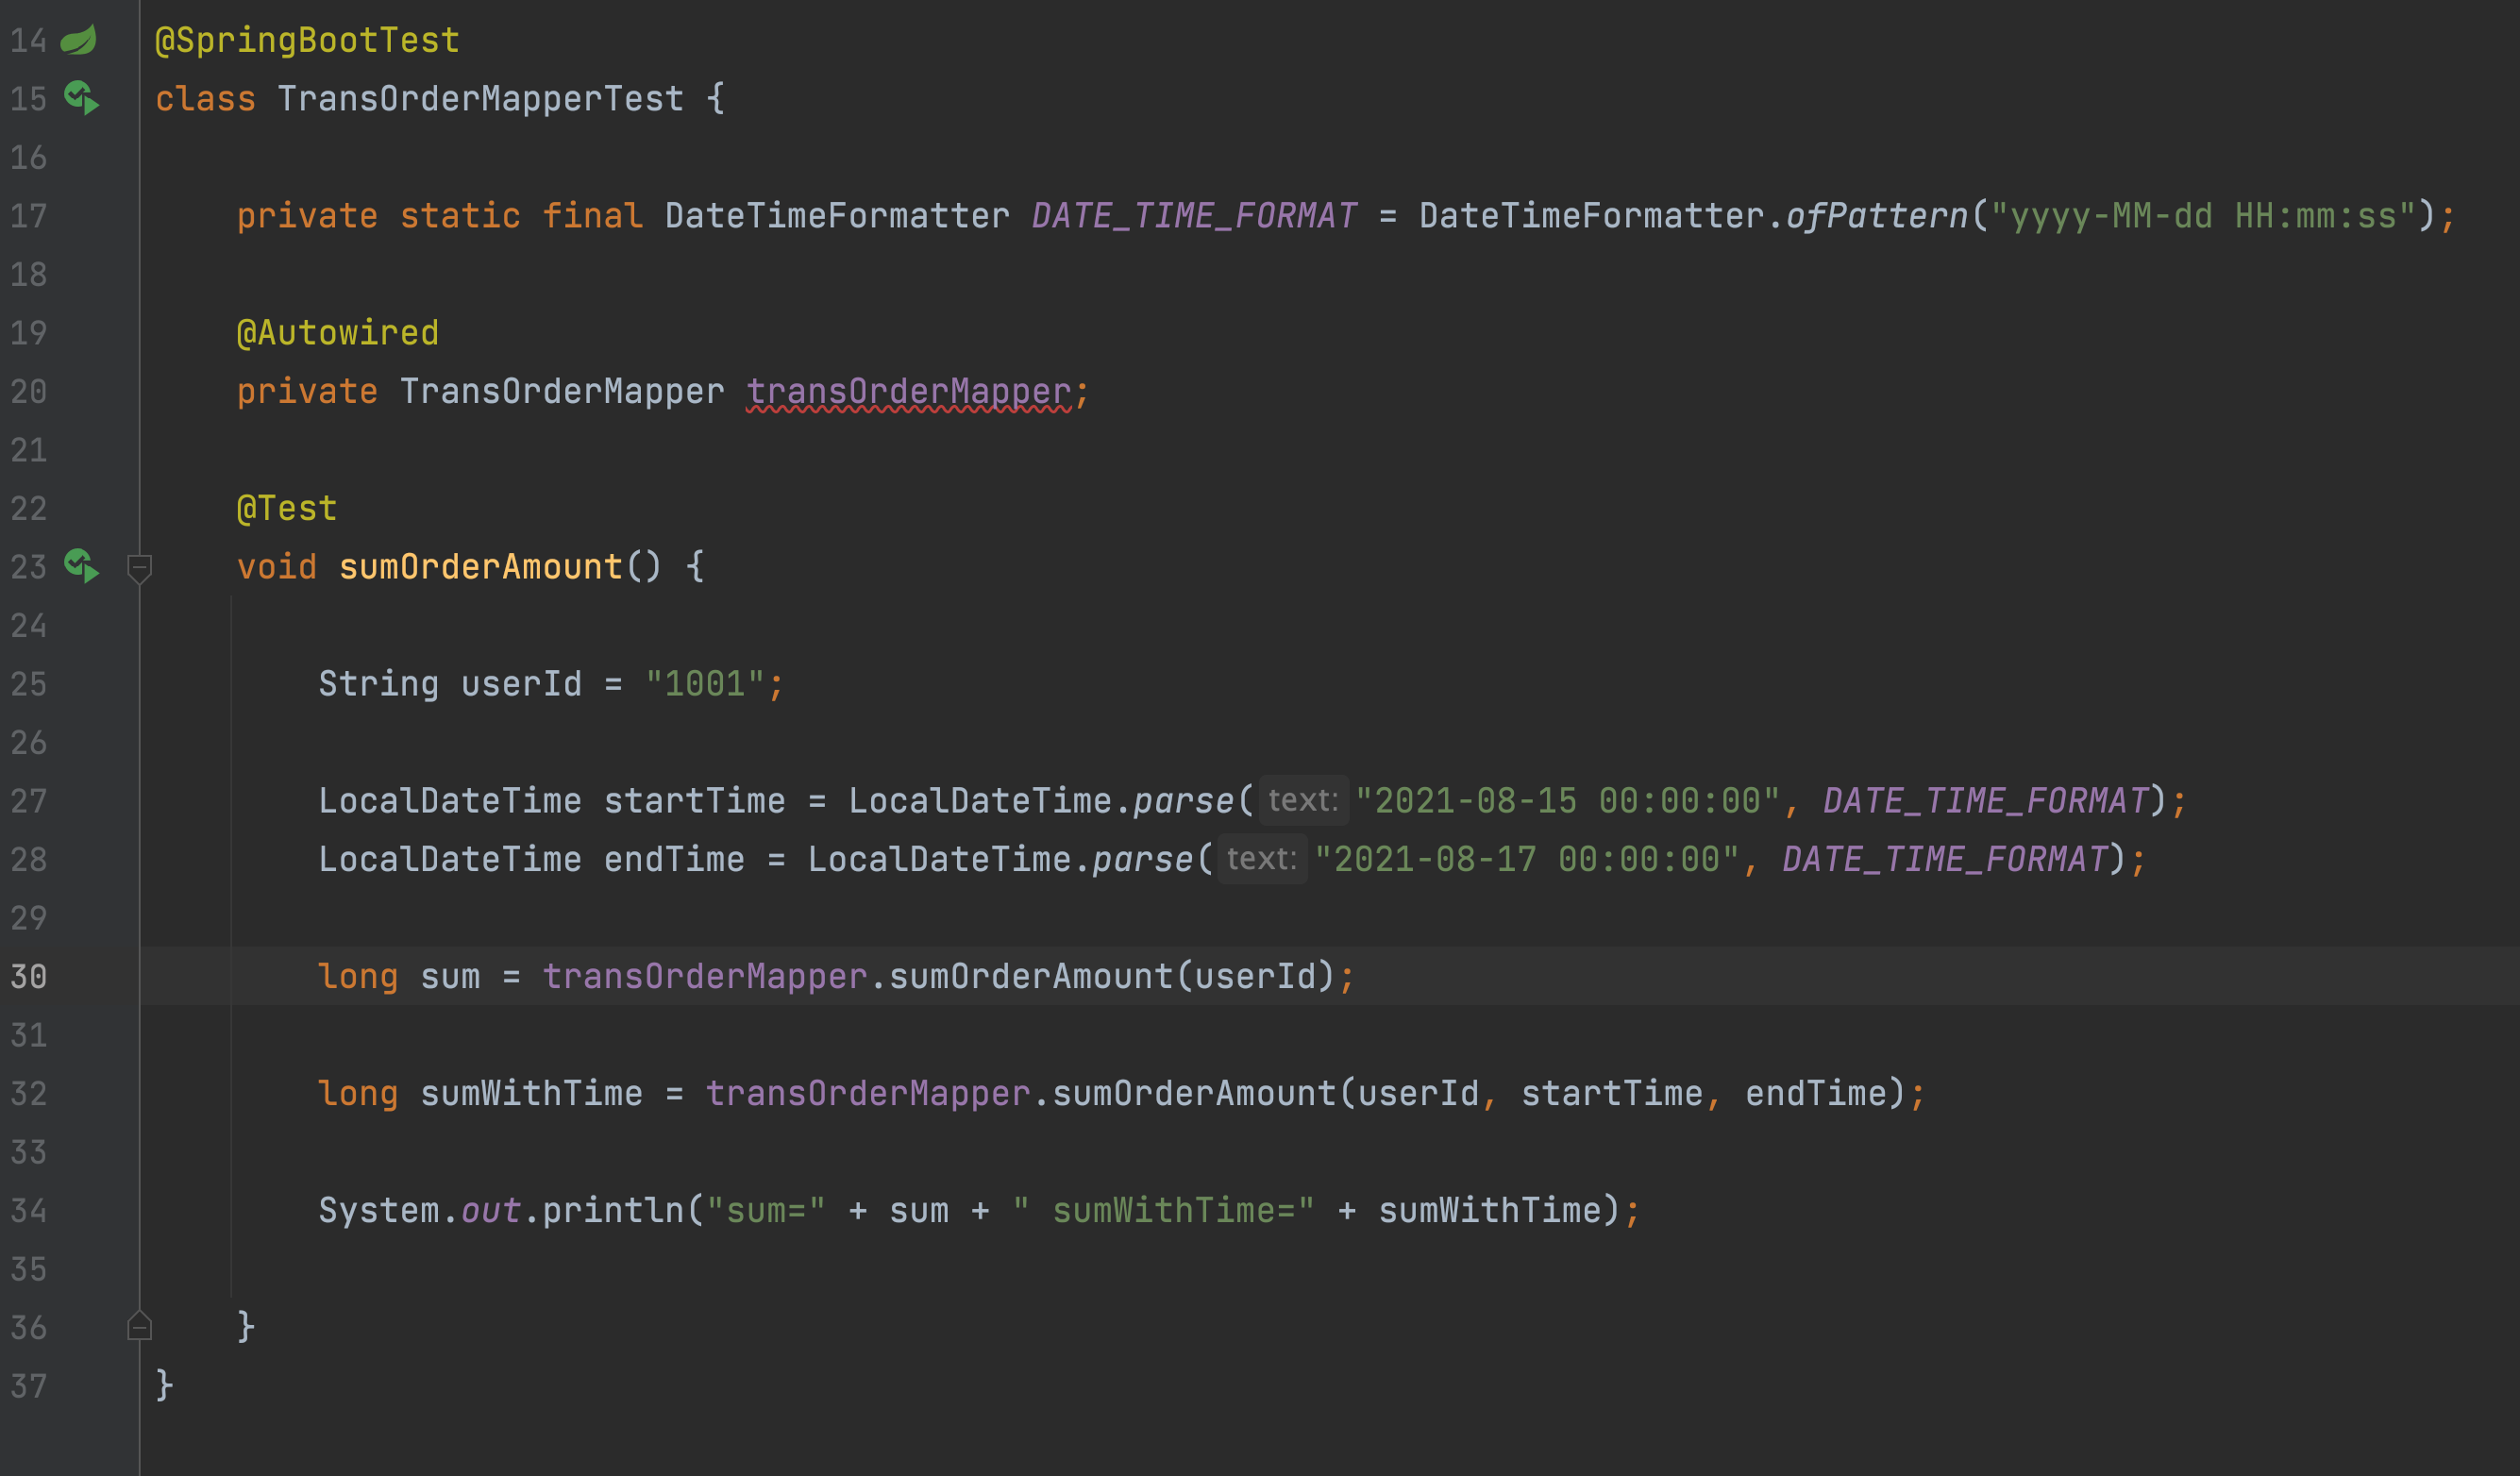 14 @SpringBootTest
15 class TransOrderMapperTest {
16
17 private static final DateTimeFormatter DATE_TIME_FORMAT = DateTimeFormatter.ofPattern("yyyy-MM-dd HH:mm:ss");
18
19 @Autowired
20 private TransOrderMapper transOrderMapper;
21
22 @Test
23 void sumOrderAmount() {
24
25 String userId = "1001";
26
27 LocalDateTime startTime = LocalDateTime.parse( text: "2021-08-15 00:00:00", DATE_TIME_FORMAT);
28 LocalDateTime endTime = LocalDateTime.parse( text: "2021-08-17 00:00:00", DATE_TIME_FORMAT);
29
30 long sum = transOrderMapper.sumOrderAmount(userId);
31
32 long sumWithTime = transOrderMapper.sumOrderAmount(userId, startTime, endTime);
33
34 System.out.println("sum=" + sum + " sumWithTime=" + sumWithTime);
35
36 }
37 }